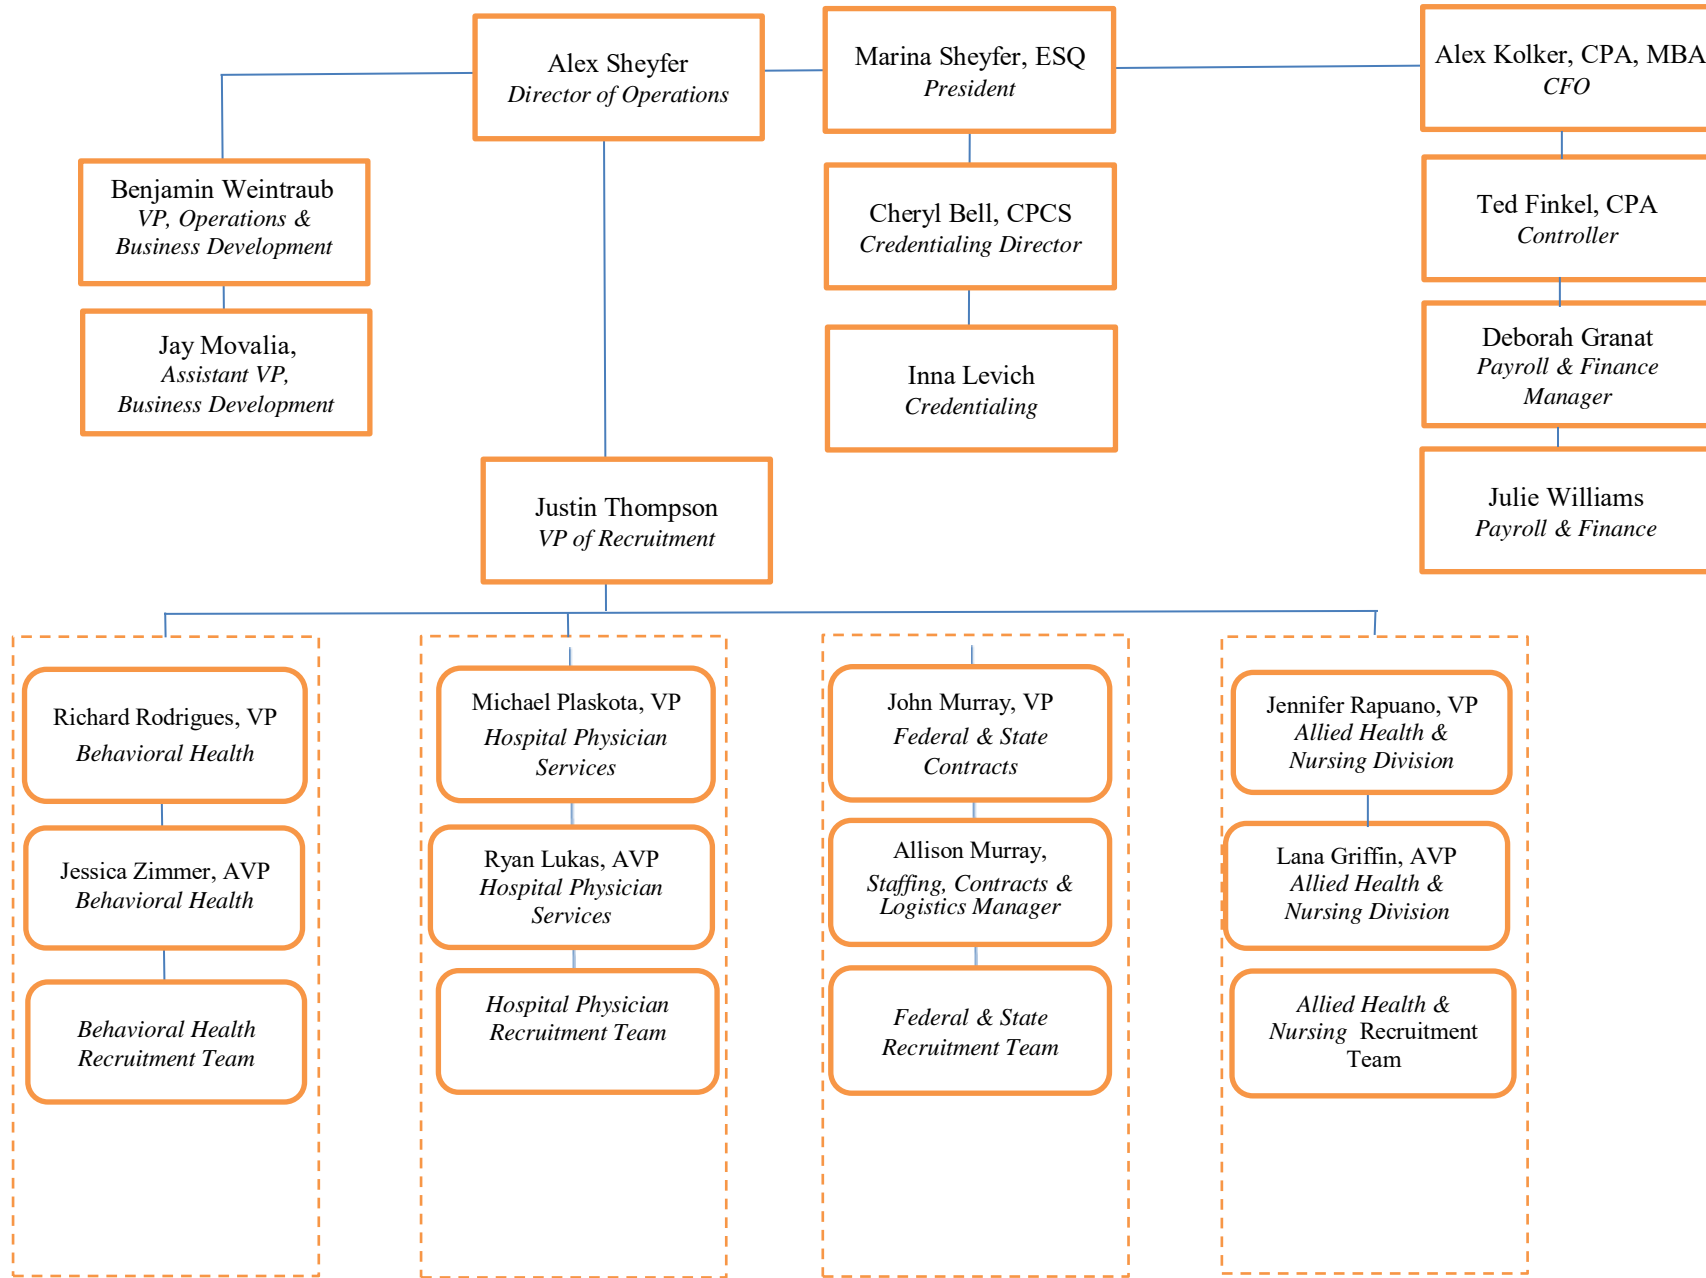 Alex Sheyfer
Director of Operations
Marina Sheyfer, ESQ
President
Alex Kolker, CPA, MBA
CFO
Benjamin Weintraub
VP, Operations &
Business Development
Jay Movalia,
Assistant VP,
Business Development
Cheryl Bell, CPCS
Credentialing Director
Inna Levich
Credentialing
Ted Finkel, CPA
Controller
Deborah Granat
Payroll & Finance
Manager
Julie Williams
Payroll & Finance
Justin Thompson
VP of Recruitment
Richard Rodrigues, VP
Behavioral Health
Jessica Zimmer, AVP
Behavioral Health
Behavioral Health
Recruitment Team
Michael Plaskota, VP
Hospital Physician
Services
Ryan Lukas, AVP
Hospital Physician
Services
Hospital Physician
Recruitment Team
John Murray, VP
Federal & State
Contracts
Allison Murray,
Staffing, Contracts &
Logistics Manager
Federal & State
Recruitment Team
Jennifer Rapuano, VP
Allied Health &
Nursing Division
Lana Griffin, AVP
Allied Health &
Nursing Division
Allied Health &
Nursing Recruitment
Team